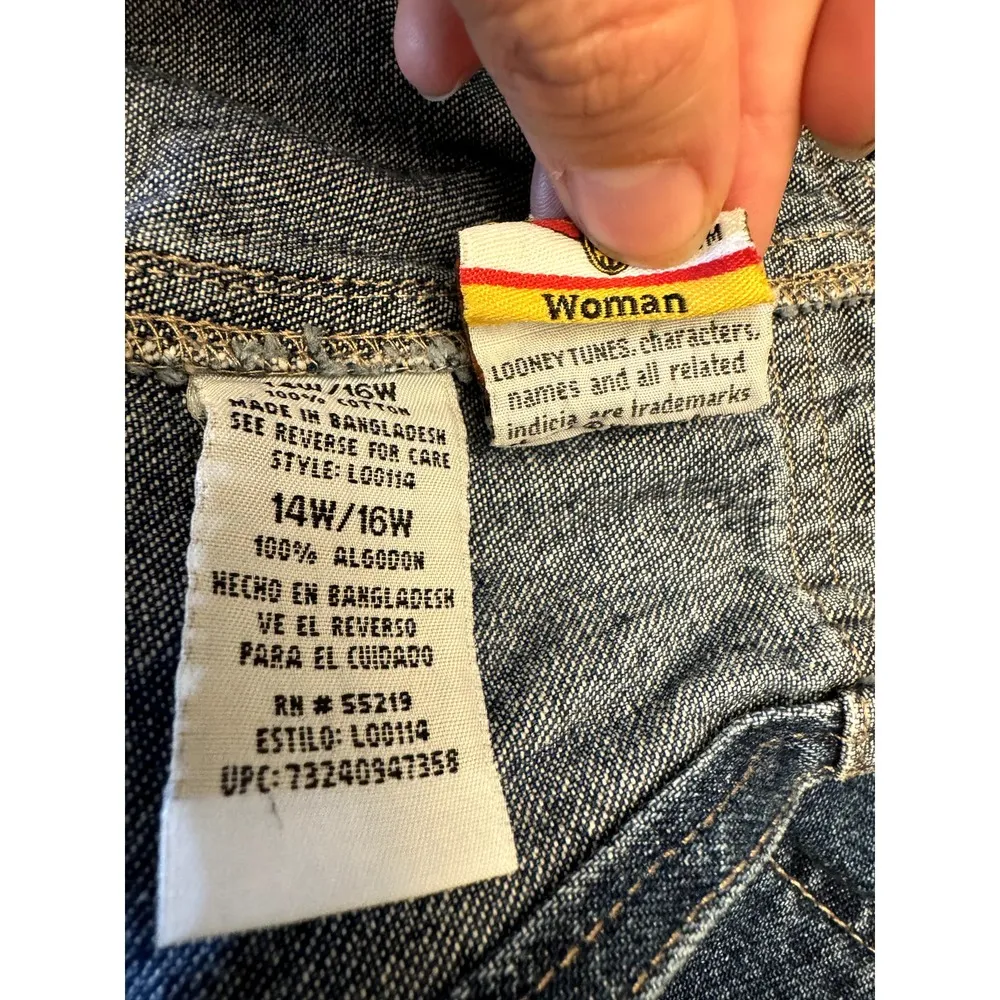 14W/16W
100% COTTON
MADE IN BANGLADESH
SEE REVERSE FOR CARE
STYLE: L00114
14W/16W
100% ALGODON
HECHO EN BANGLADESH
VE EL REVERSO
PARA EL CUIDADO
RN # 55219
ESTILO: L00114
UPC:73240947358
Woman
LOONEY TUNES, characters,
names and all related
indicia are trademarks